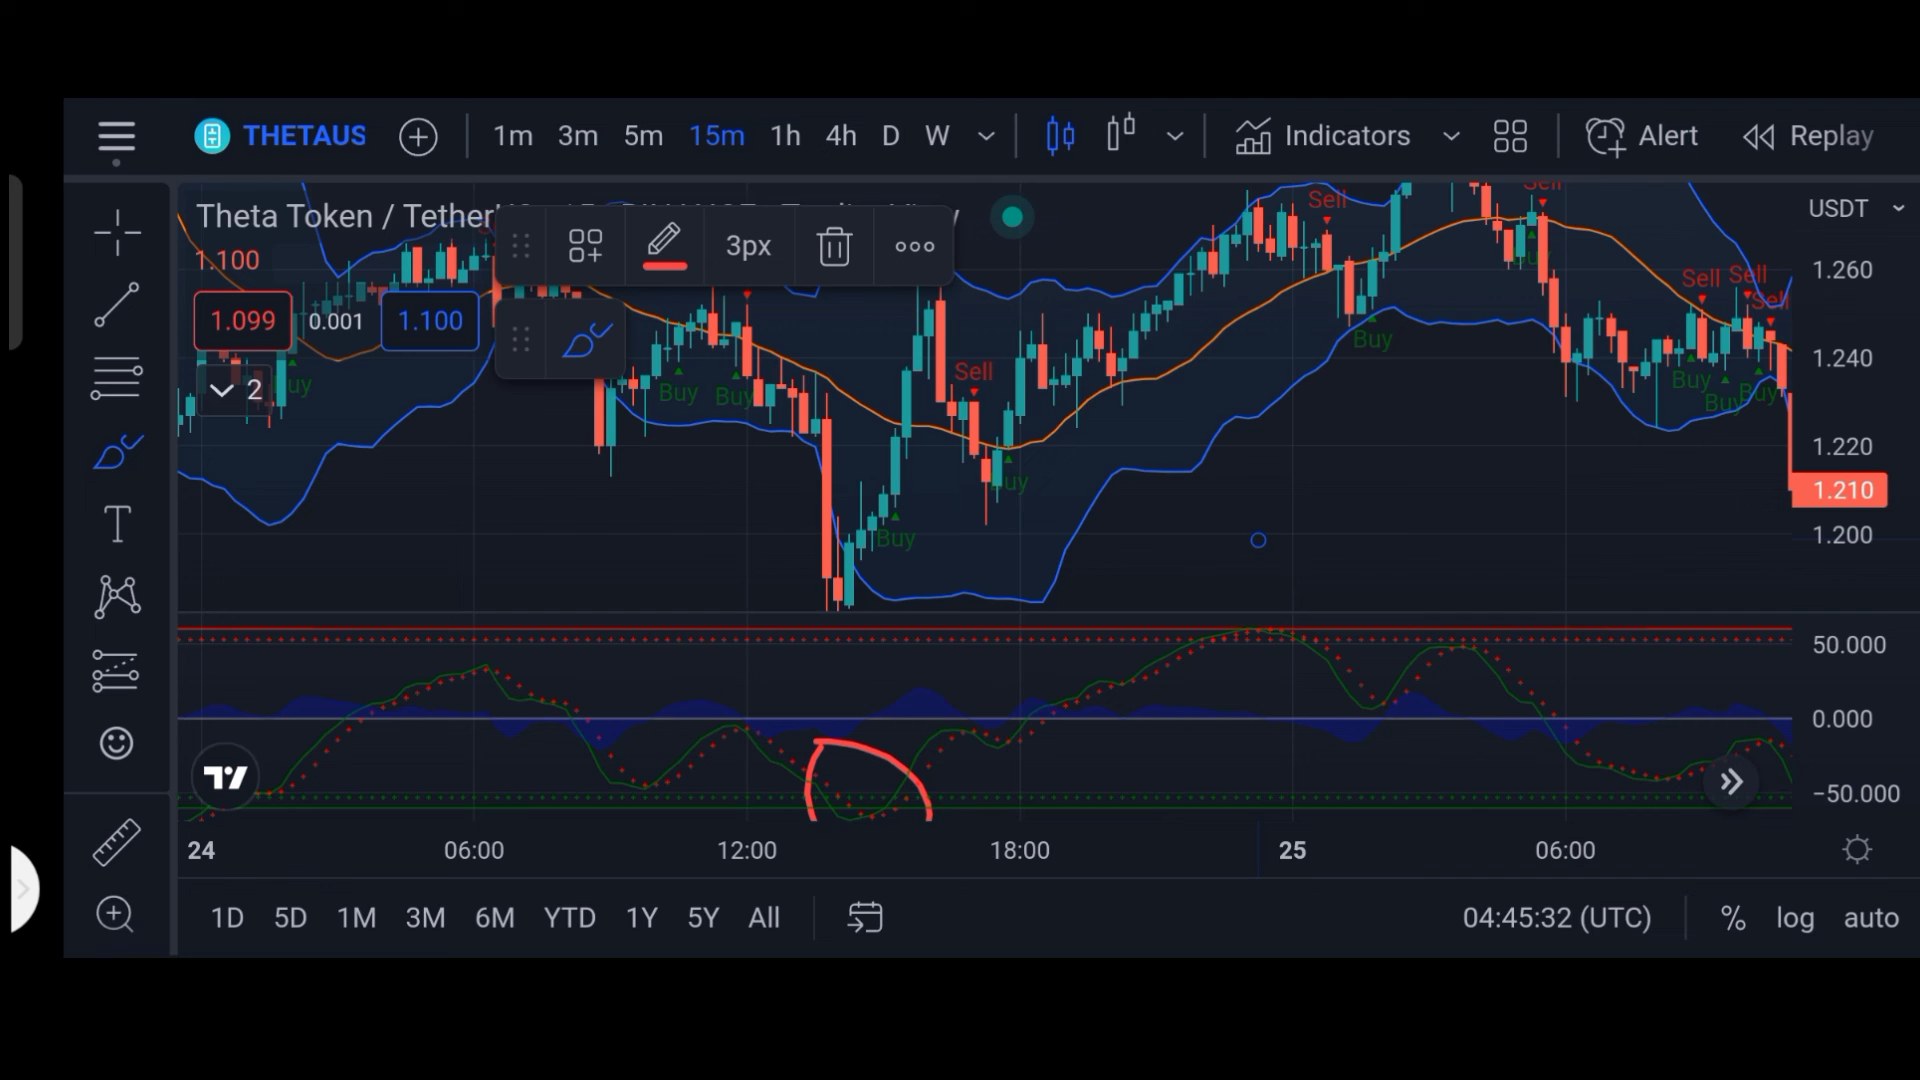 THETAUS
1m 3m 5m 15m 1h 4h D W Indicators Alert Replay
Theta Token / Tether
USDT
1.100
1.099 0.001 1.100
3px
2
Sell
Sell
Sell
Sell Sell
Sell
Sell
Buy
Buy
Buy
Buy
Buy
Buy
Buy
1.260
1.240
1.220
1.210
1.200
50.000
0.000
−50.000
24 06:00 12:00 18:00 25 06:00
1D 5D 1M 3M 6M YTD 1Y 5Y All 04:45:32 (UTC) % log auto